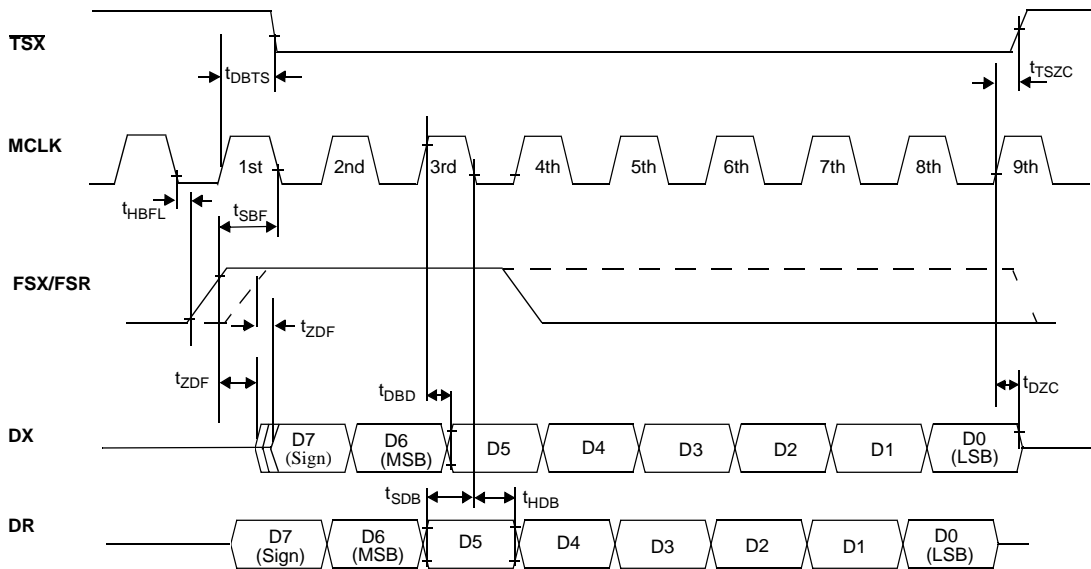 TSX
tDBTS
tTSZC
MCLK
1st 2nd 3rd 4th 5th 6th 7th 8th 9th
tHBFL tSBF
FSX/FSR
tZDF
tZDF tDBD tDZC
DX D7 (Sign) D6 (MSB) D5 D4 D3 D2 D1 D0 (LSB)
tSDB tHDB
DR D7 (Sign) D6 (MSB) D5 D4 D3 D2 D1 D0 (LSB)